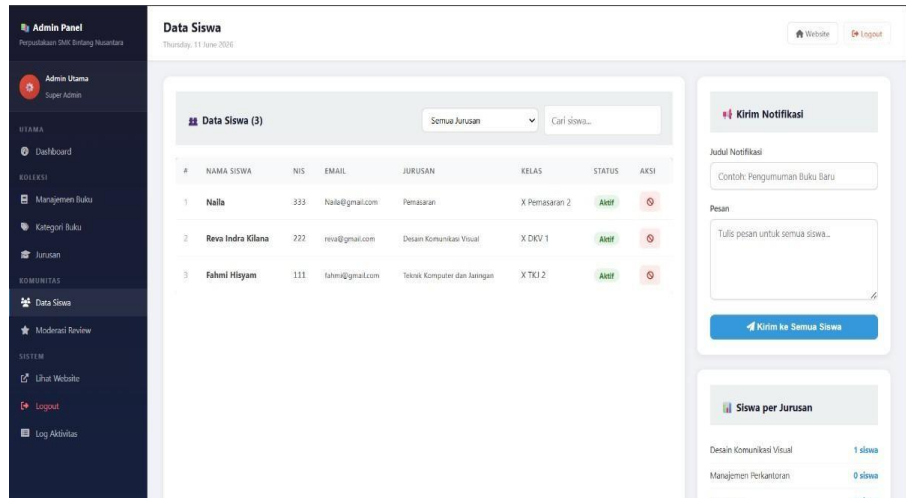 Admin Panel
Perpustakaan SMK Bintang Nusantara
Admin Utama
Super Admin
UTAMA
Dashboard
KOLEKSI
Manajemen Buku
Kategori Buku
Jurusan
KOMUNITAS
Data Siswa
Moderasi Review
SISTEM
Lihat Website
Logout
Log Aktivitas
Data Siswa
Thursday, 11 June 2026
Website
Logout
Data Siswa (3)
Semua Jurusan
Cari siswa...
# NAMA SISWA NIS EMAIL JURUSAN KELAS STATUS AKSI
1 Naila 333 Naila@gmail.com Pemasaran X Pemasaran 2 Aktif
2 Reva Indra Kilana 222 reva@gmail.com Desain Komunikasi Visual X DKV 1 Aktif
3 Fahmi Hisyam 111 fahmi@gmail.com Teknik Komputer dan Jaringan X TKJ 2 Aktif
Kirim Notifikasi
Judul Notifikasi
Contoh: Pengumuman Buku Baru
Pesan
Tulis pesan untuk semua siswa...
Kirim ke Semua Siswa
Siswa per Jurusan
Desain Komunikasi Visual 1 siswa
Manajemen Perkantoran 0 siswa